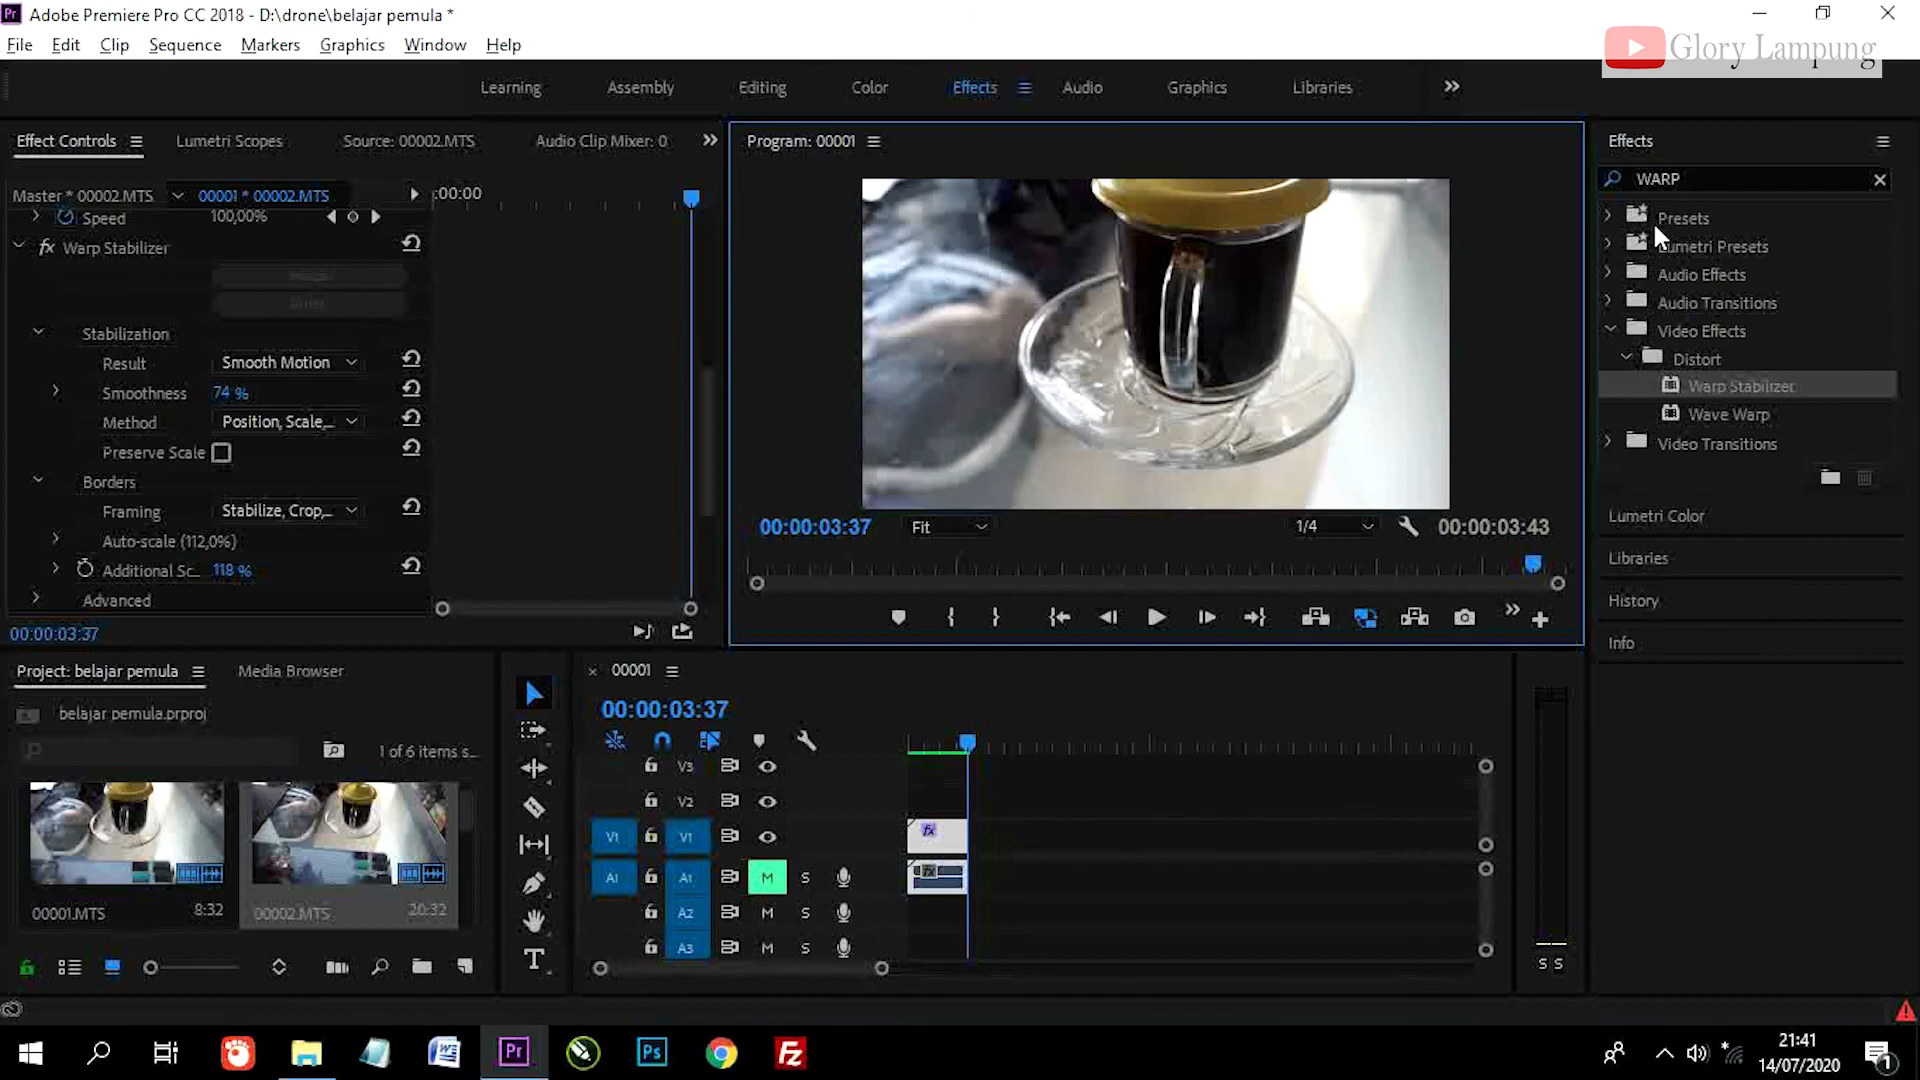 Adobe Premiere Pro CC 2018 - D:\drone\belajar pemula *
File Edit Clip Sequence Markers Graphics Window Help
Glory Lampung
Learning Assembly Editing Color Effects Audio Graphics Libraries
Effect Controls Lumetri Scopes Source: 00002.MTS Audio Clip Mixer: 0
Program: 00001
Effects
Master * 00002.MTS 00001 * 00002.MTS :00:00
WARP
Speed 100,00%
Warp Stabilizer
Stabilization
Result Smooth Motion
Smoothness 74 %
Method Position, Scale,...
Preserve Scale
Borders
Framing Stabilize, Crop,...
Auto-scale (112,0%)
Additional Sc... 118 %
Advanced
00:00:03:37
Presets
Lumetri Presets
Audio Effects
Audio Transitions
Video Effects
Distort
Warp Stabilizer
Wave Warp
Video Transitions
Lumetri Color
Libraries
History
Info
00:00:03:37 Fit 1/4 00:00:03:43
Project: belajar pemula Media Browser
belajar pemula.prproj
1 of 6 items s...
00001.MTS 8:32
00002.MTS 20:32
00001
00:00:03:37
V3
V2
V1 V1
A1 A1 M S
A2 M S
A3 M S
S S
T
Pr
W
Ps
Fz
21:41
14/07/2020
1